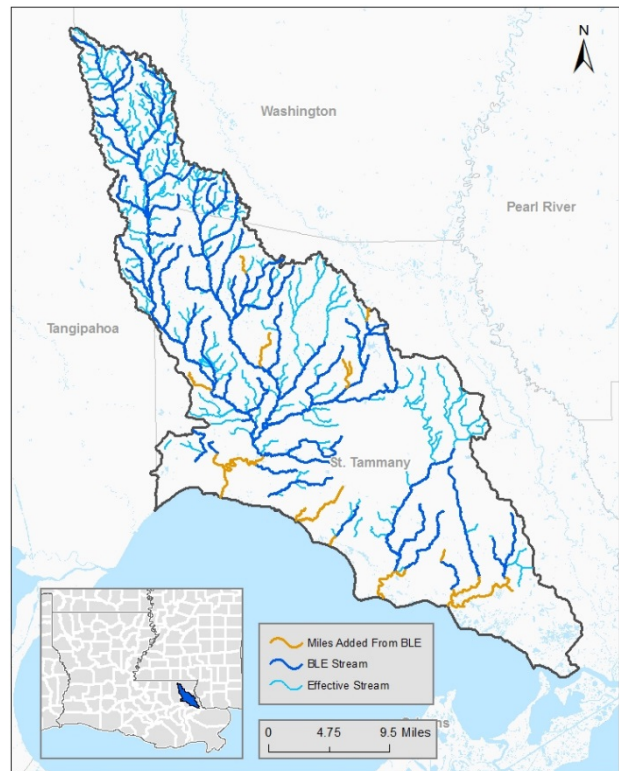 N
Washington
Pearl River
Tangipahoa
St. Tammany
Miles Added From BLE
BLE Stream
Effective Stream
0 4.75 9.5 Miles